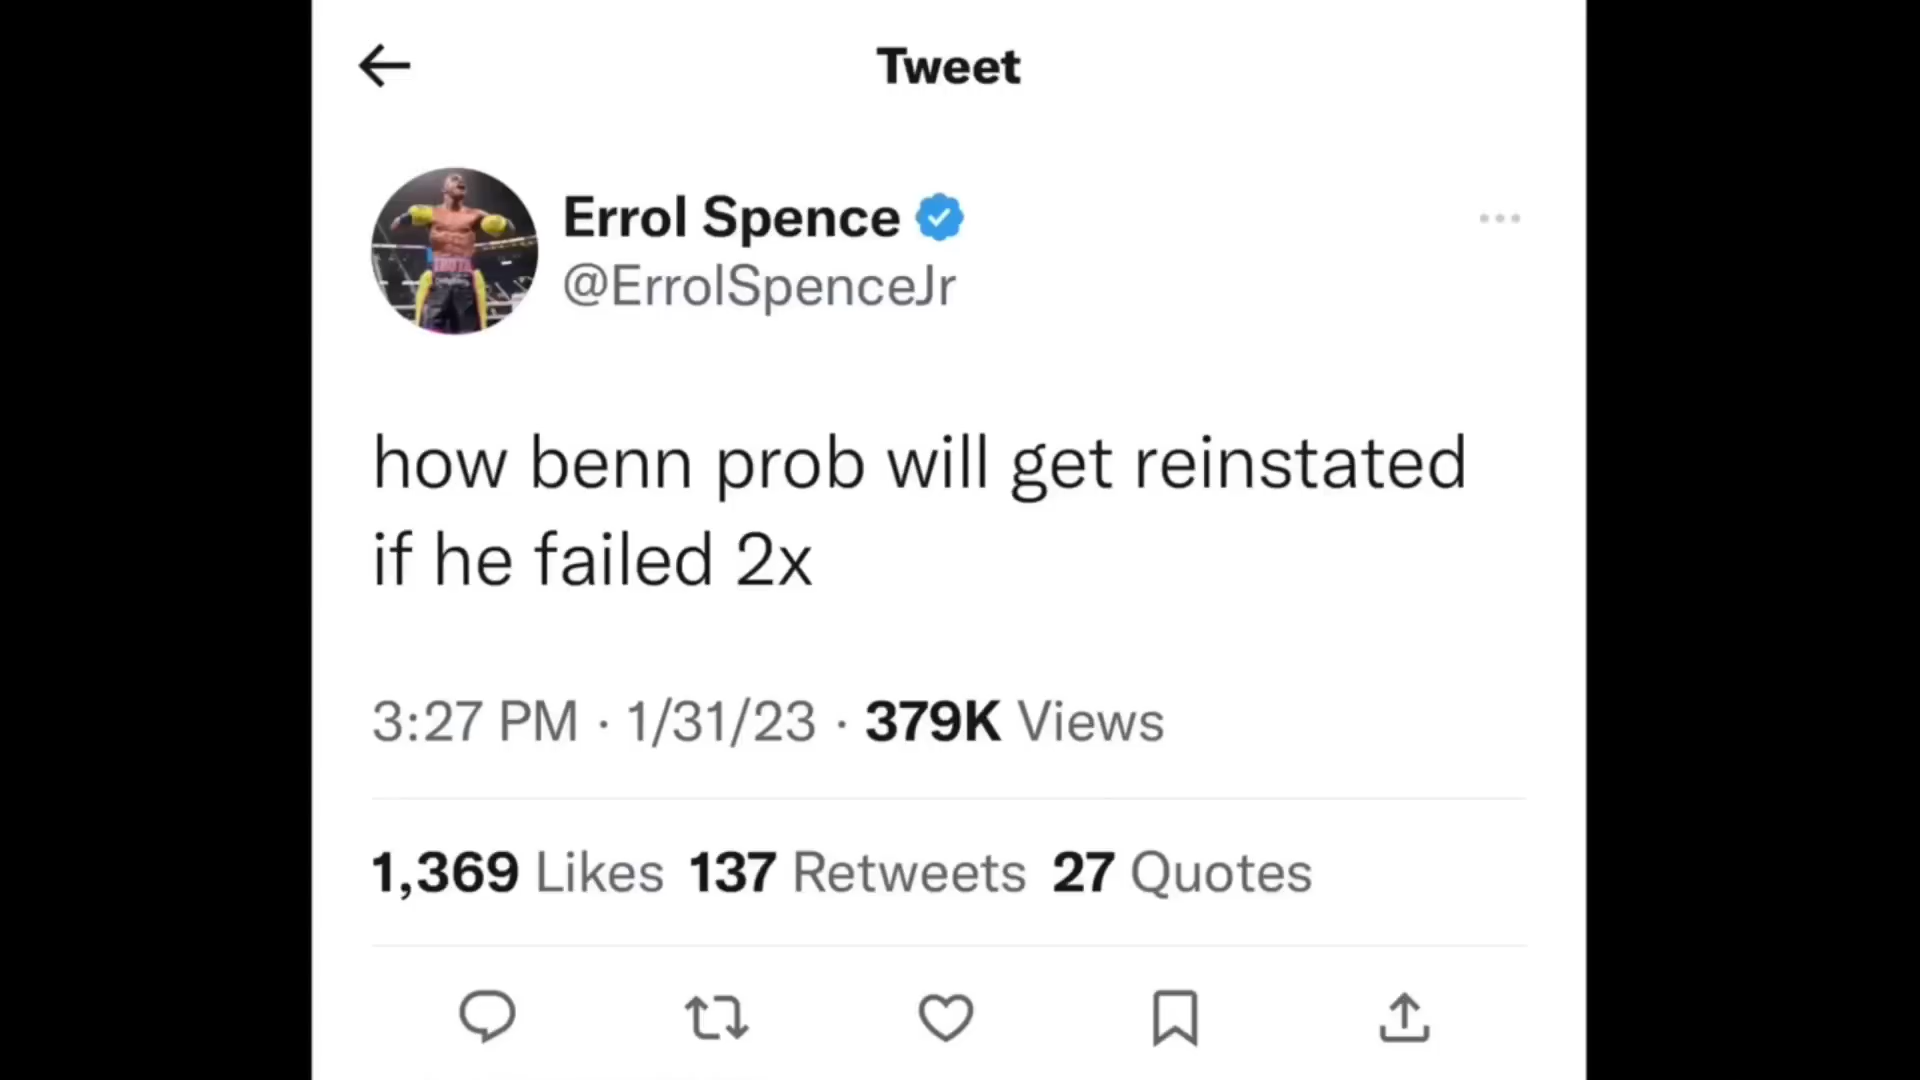 Tweet
Errol Spence
@ErrolSpenceJr
how benn prob will get reinstated
if he failed 2x
3:27 PM · 1/31/23 · 379K Views
1,369 Likes 137 Retweets 27 Quotes